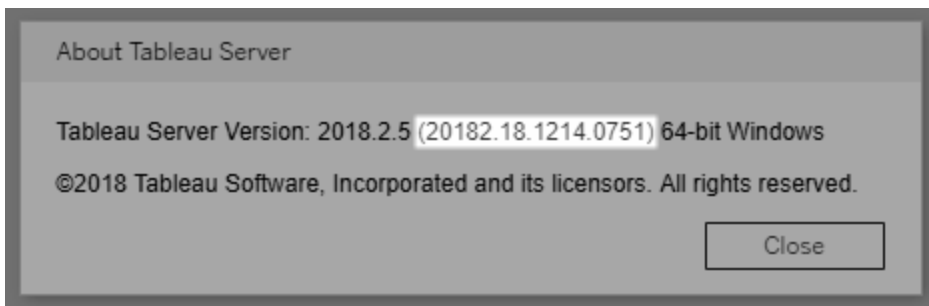 About Tableau Server
Tableau Server Version: 2018.2.5 (20182.18.1214.0751) 64-bit Windows
©2018 Tableau Software, Incorporated and its licensors. All rights reserved.
Close